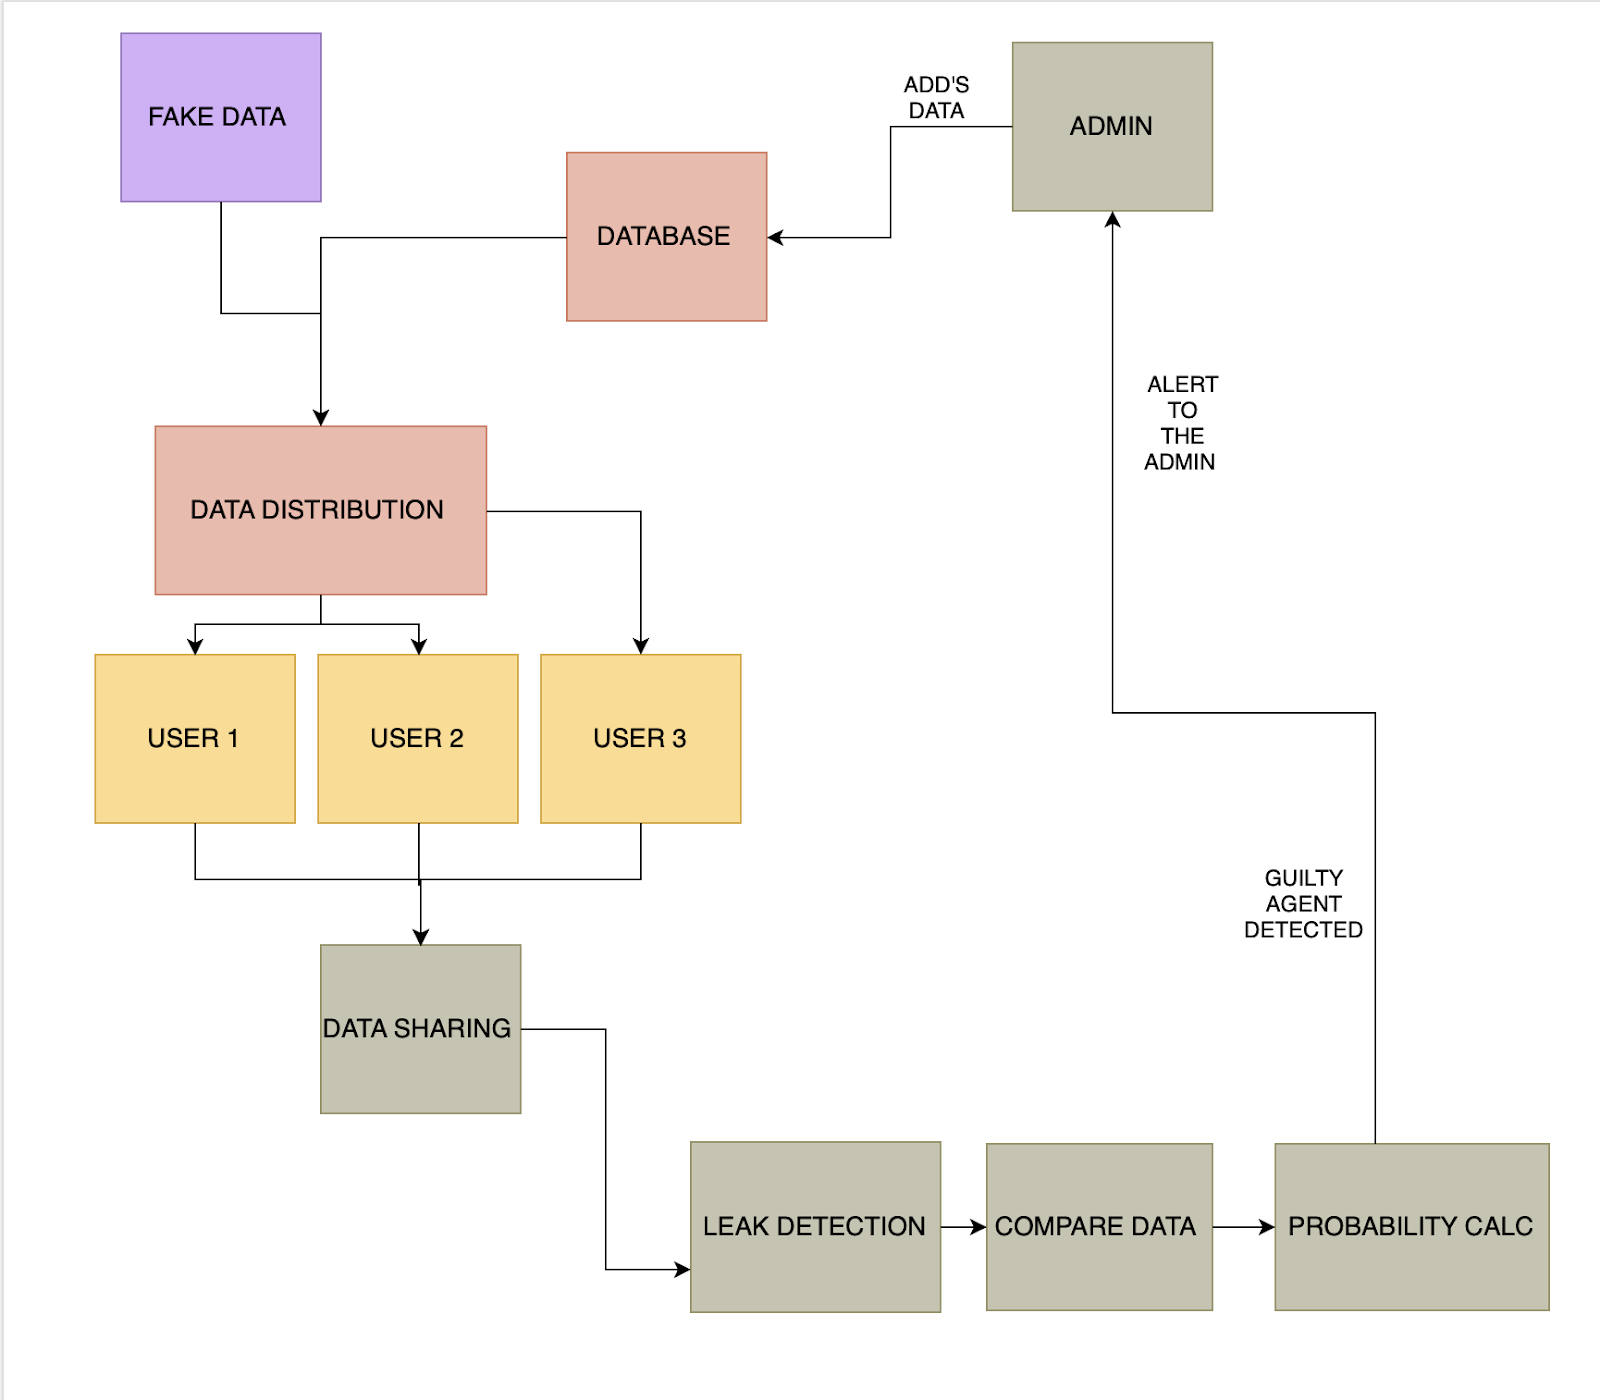 FAKE DATA
ADD'S
DATA
ADMIN
DATABASE
ALERT
TO
THE
ADMIN
DATA DISTRIBUTION
USER 1
USER 2
USER 3
GUILTY
AGENT
DETECTED
DATA SHARING
LEAK DETECTION
COMPARE DATA
PROBABILITY CALC